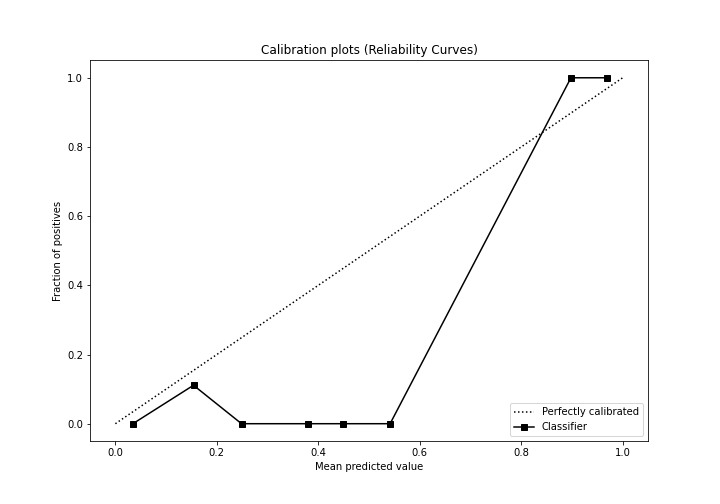 Calibration plots (Reliability Curves)
1.0
0.8
0.6
0.4
0.2
0.0
Fraction of positives
0.0 0.2 0.4 0.6 0.8 1.0
Mean predicted value
Perfectly calibrated
Classifier